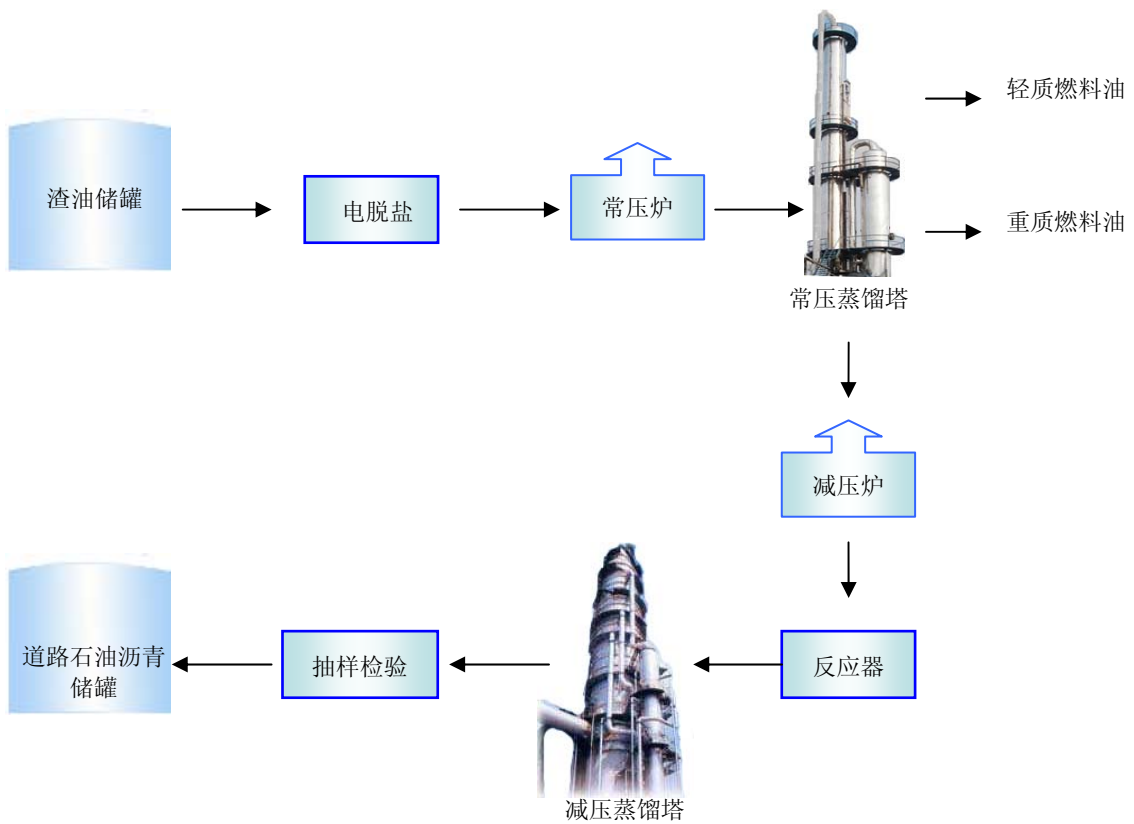 轻质燃料油
渣油储罐
电脱盐
常压炉
重质燃料油
常压蒸馏塔
减压炉
道路石油沥青
储罐
抽样检验
反应器
减压蒸馏塔